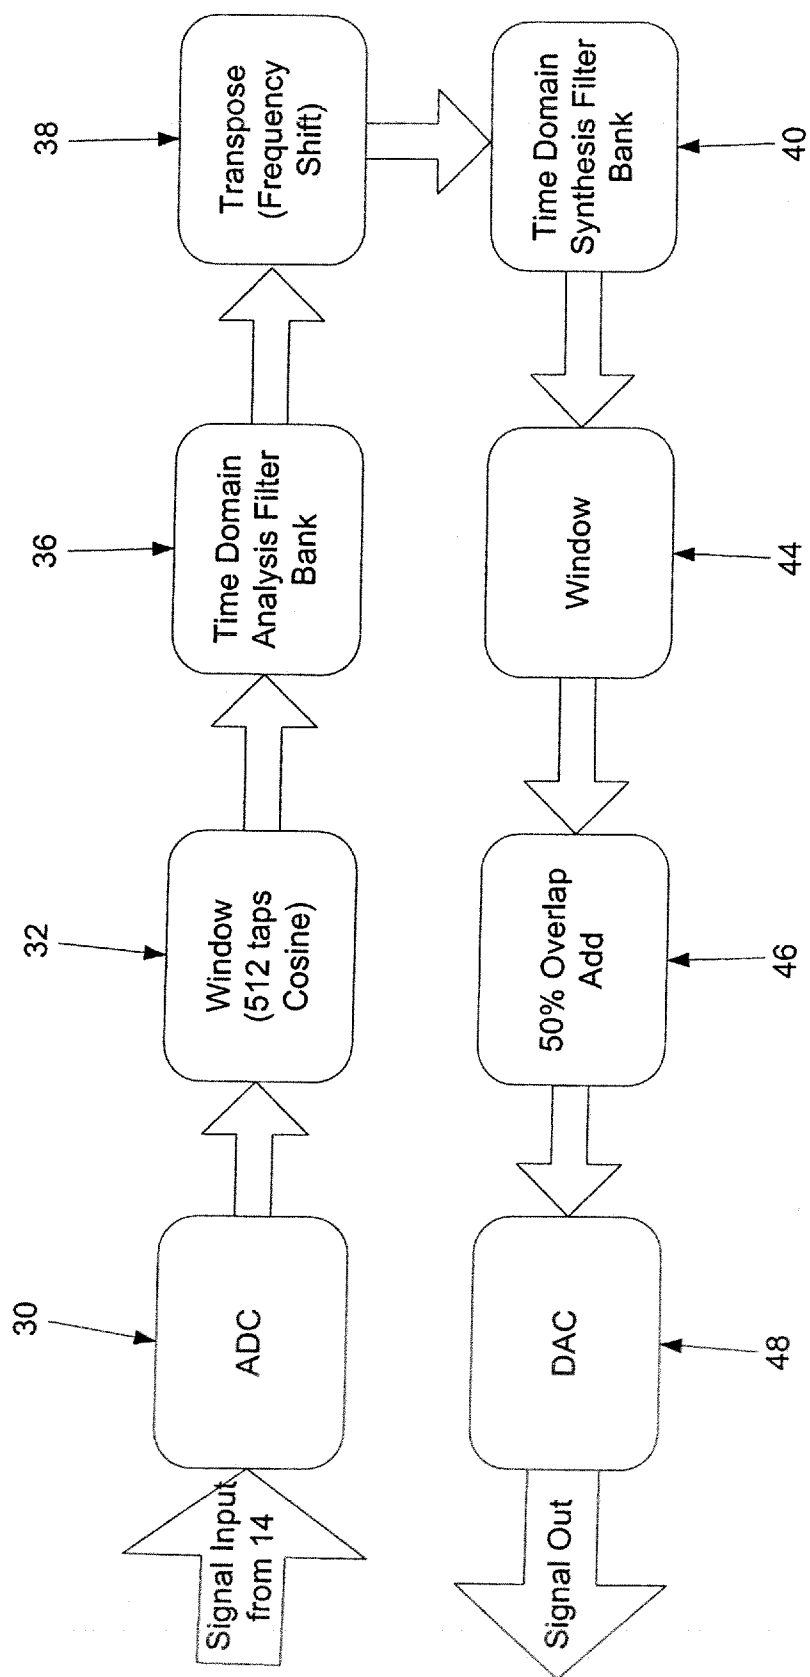 Signal Input
from 14
30
ADC
32
Window
(512 taps
Cosine)
36
Time Domain
Analysis Filter
Bank
38
Transpose
(Frequency
Shift)
Time Domain
Synthesis Filter
Bank
40
Window
44
50% Overlap
Add
46
DAC
48
Signal Out